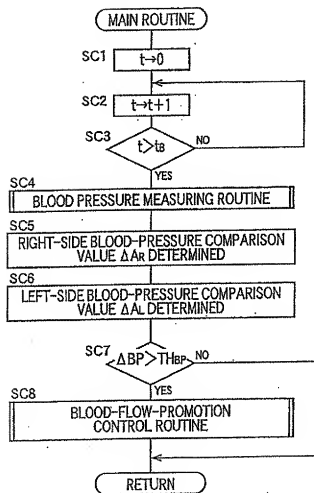 MAIN ROUTINE
SC1
t→0
SC2
t→t+1
SC3
t>tB
NO
YES
SC4
BLOOD PRESSURE MEASURING ROUTINE
SC5
RIGHT-SIDE BLOOD-PRESSURE COMPARISON
VALUE ΔAR DETERMINED
SC6
LEFT-SIDE BLOOD-PRESSURE COMPARISON
VALUE ΔAL DETERMINED
SC7
ΔBP>THBP
NO
YES
SC8
BLOOD-FLOW-PROMOTION
CONTROL ROUTINE
RETURN